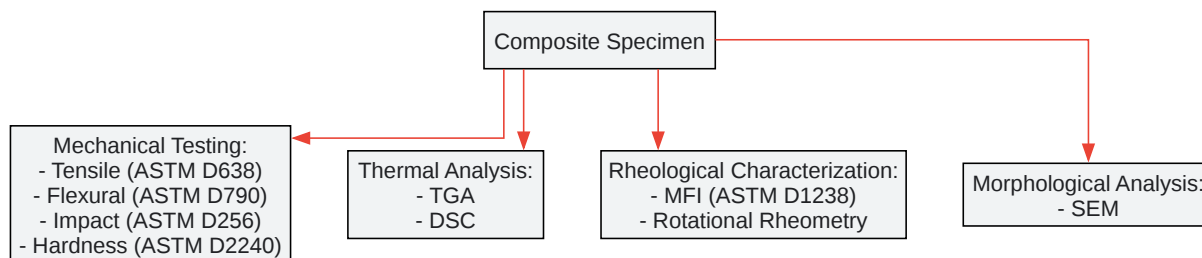 Composite Specimen
Mechanical Testing:
- Tensile (ASTM D638)
- Flexural (ASTM D790)
- Impact (ASTM D256)
- Hardness (ASTM D2240)
Thermal Analysis:
- TGA
- DSC
Rheological Characterization:
- MFI (ASTM D1238)
- Rotational Rheometry
Morphological Analysis:
- SEM